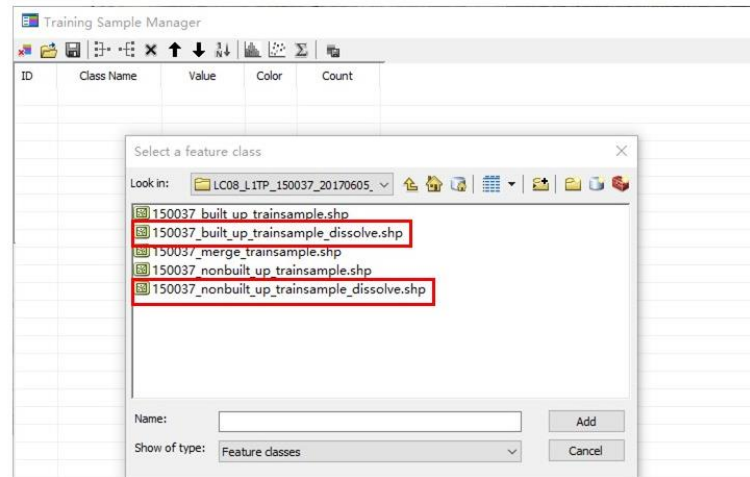 Training Sample Manager
ID Class Name Value Color Count
Select a feature class
Look in: LC08_L1TP_150037_20170605_
150037_built_up_trainsample.shp
150037_built_up_trainsample_dissolve.shp
150037_merge_trainsample.shp
150037_nonbuilt_up_trainsample.shp
150037_nonbuilt_up_trainsample_dissolve.shp
Name: Add
Show of type: Feature classes Cancel